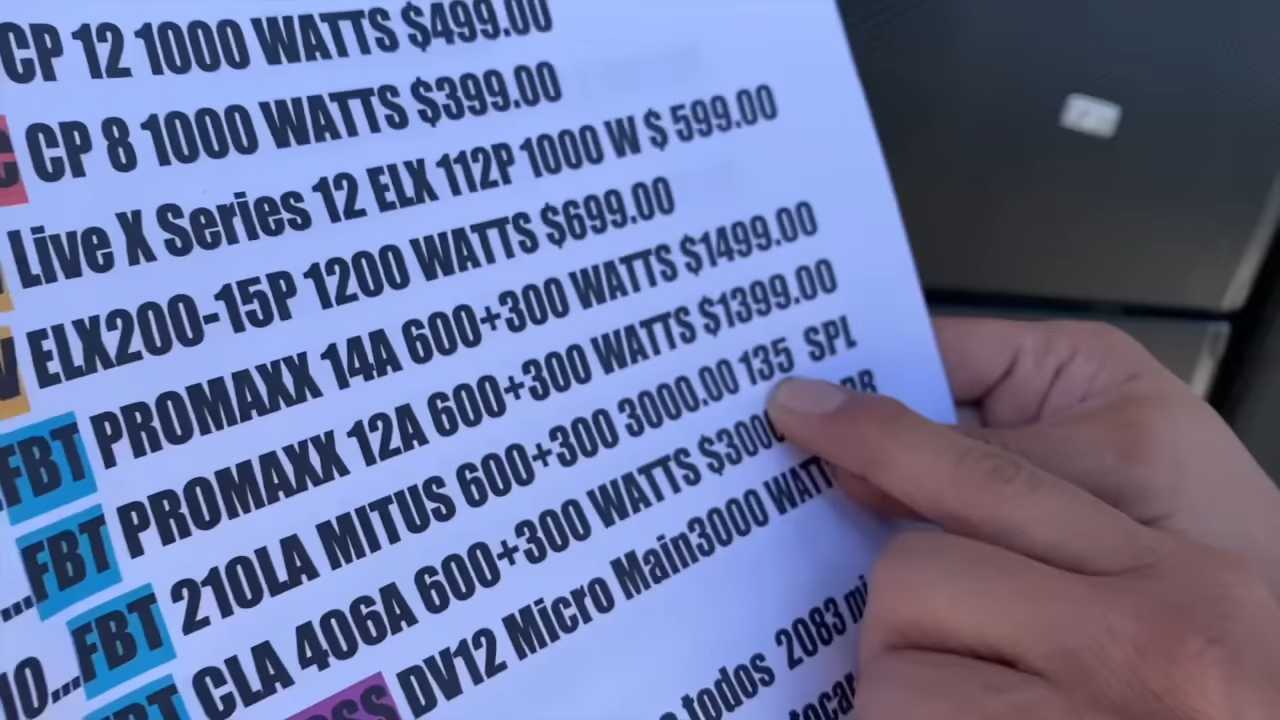 CP 12 1000 WATTS $499.00
CP 8 1000 WATTS $399.00
Live X Series 12 ELX 112P 1000 W $ 599.00
ELX200-15P 1200 WATTS $699.00
FBT PROMAXX 14A 600+300 WATTS $1499.00
...FBT PROMAXX 12A 600+300 WATTS $1399.00
...FBT 210LA MITUS 600+300 3000.00 135 SPL
FBT CLA 406A 600+300 WATTS
DV12 Micro Main3000
todos 2083